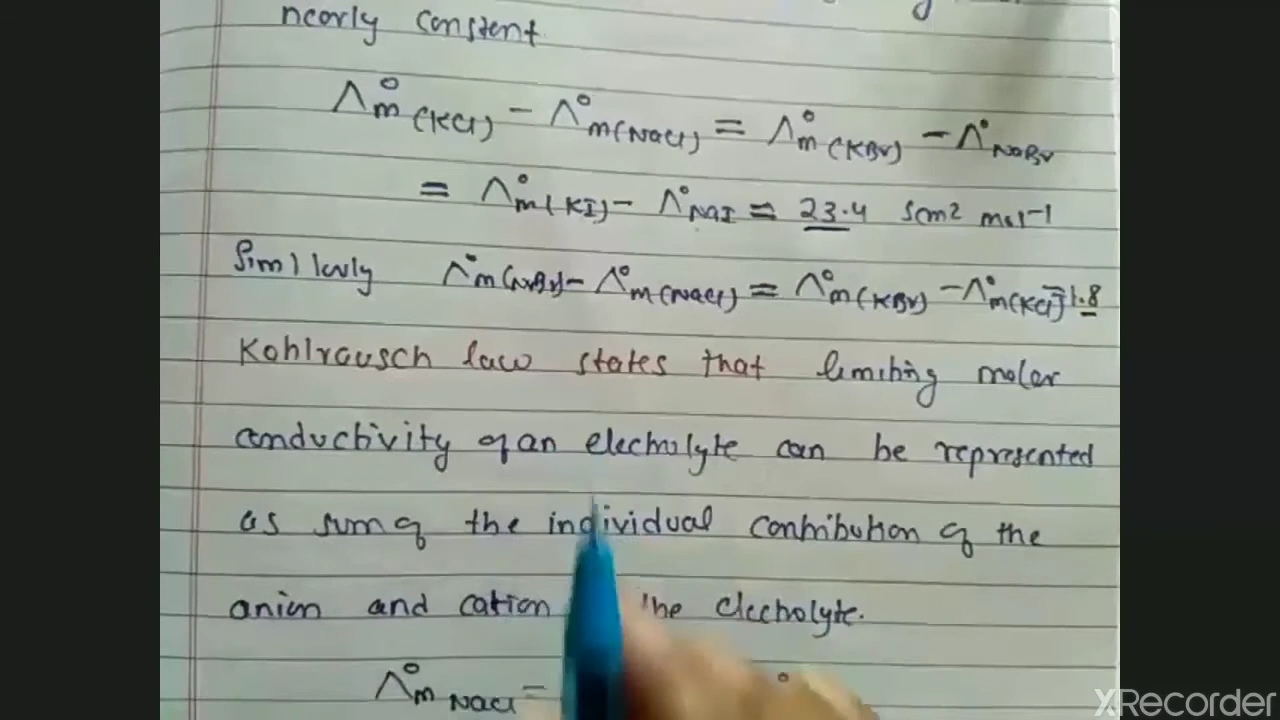 nearly constent
Λ°m(KCl) - Λ°m(NaCl) = Λ°m(KBr) - Λ°NaBr
= Λ°m(KI) - Λ°NaI = 23.4 Scm2 mol-1
Similarly Λ°m(NaBr) - Λ°m(NaCl) = Λ°m(KBr) - Λ°m(KCl) = 1.8
Kohlrausch law states that limiting molar
conductivity of an electrolyte can be represented
as sum of the individual contribution of the
anion and cation the electrolyte.
Λ°m NaCl =
XRecorder